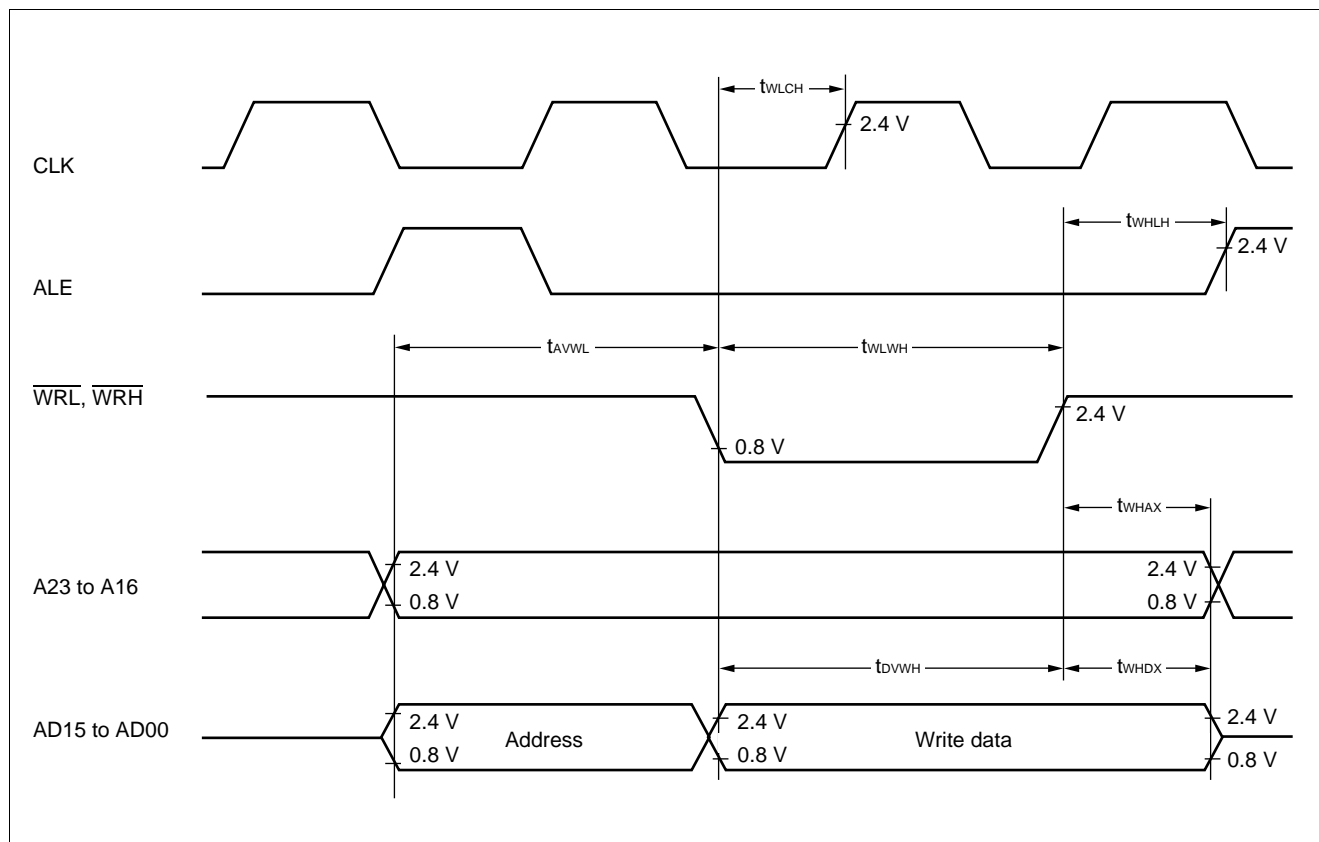 tWLCH
2.4 V
CLK
tWHLH
2.4 V
ALE
tAVWL
tWLWH
WRL, WRH
2.4 V
0.8 V
tWHAX
2.4 V
2.4 V
A23 to A16
0.8 V
0.8 V
tDVWH
tWHDX
2.4 V
2.4 V
2.4 V
AD15 to AD00
Address
Write data
0.8 V
0.8 V
0.8 V